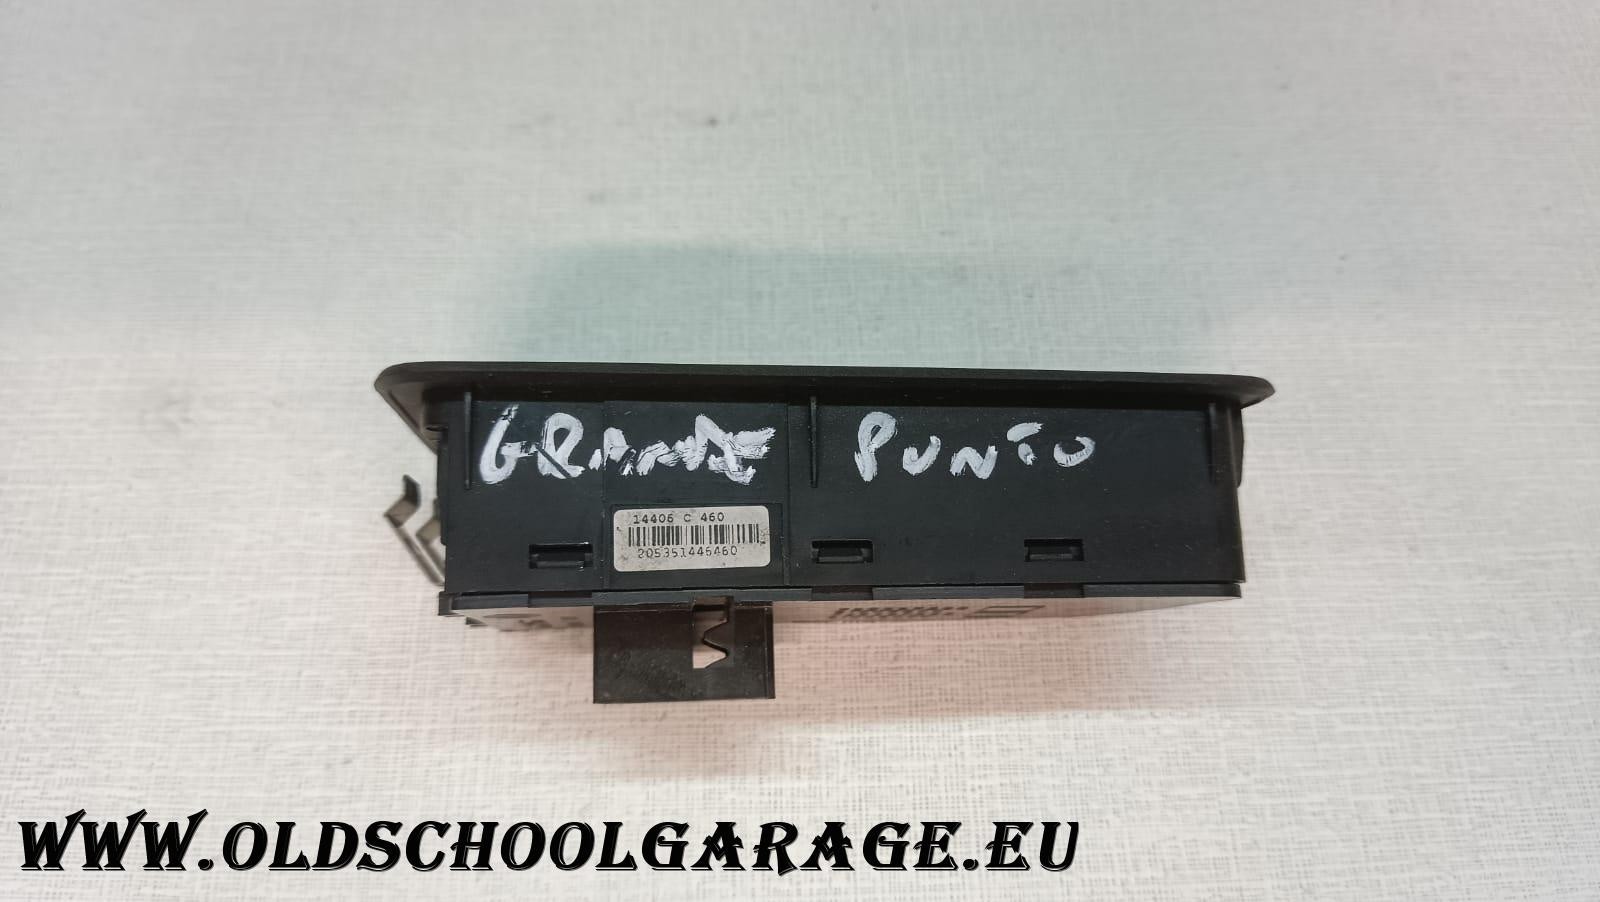 GRANDE PUNTO
14406 C 460
205351446460
WWW.OLDSCHOOLGARAGE.EU